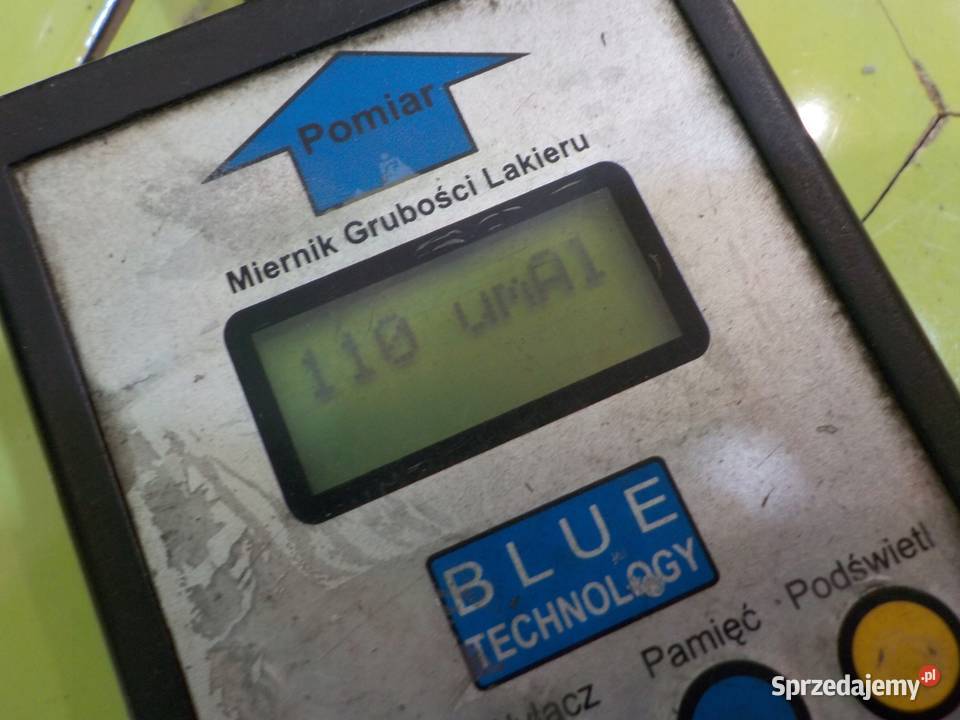 Pomiar
Miernik Grubości Lakieru
110 umAl
BLUE
TECHNOLOGY
Pamięć
Podświetl
Sprzedajemy.pl